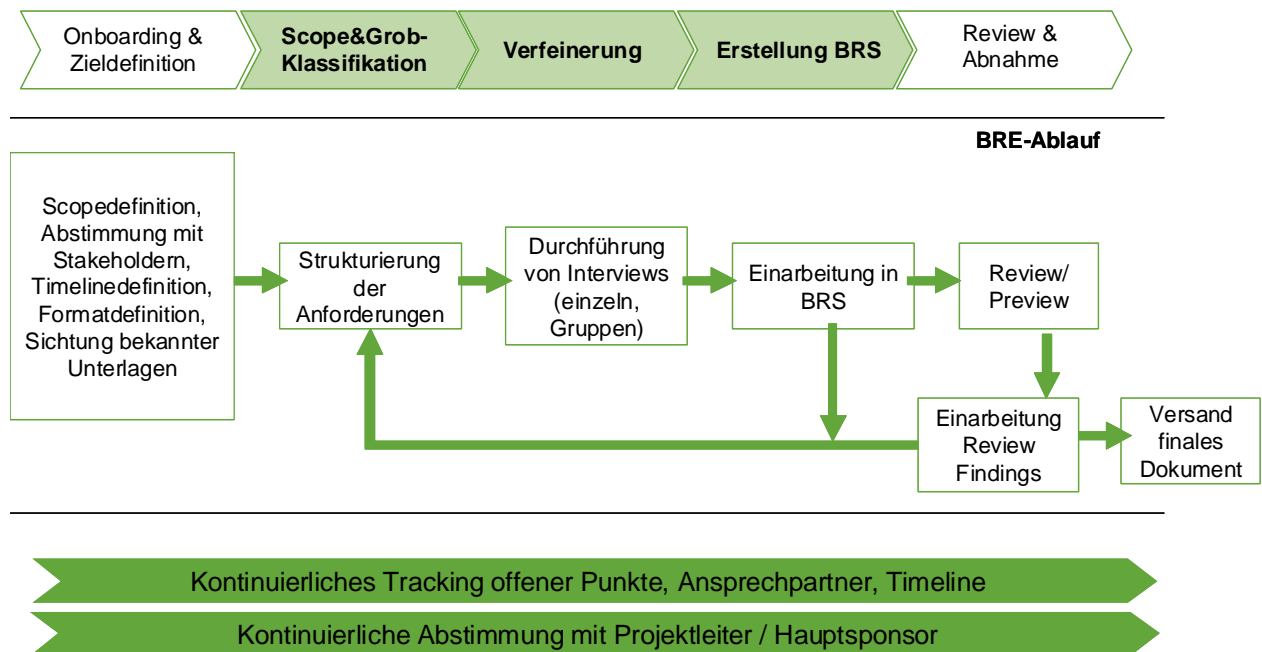 Onboarding &
Zieldefinition
Scope&Grob-
Klassifikation
Verfeinerung
Erstellung BRS
Review &
Abnahme
BRE-Ablauf
Scopedefinition,
Abstimmung mit
Stakeholdern,
Timelinedefinition,
Formatdefinition,
Sichtung bekannter
Unterlagen
Strukturierung
der
Anforderungen
Durchführung
von Interviews
(einzeln,
Gruppen)
Einarbeitung in
BRS
Review/
Preview
Einarbeitung
Review
Findings
Versand
finales
Dokument
Kontinuierliches Tracking offener Punkte, Ansprechpartner, Timeline
Kontinuierliche Abstimmung mit Projektleiter / Hauptsponsor